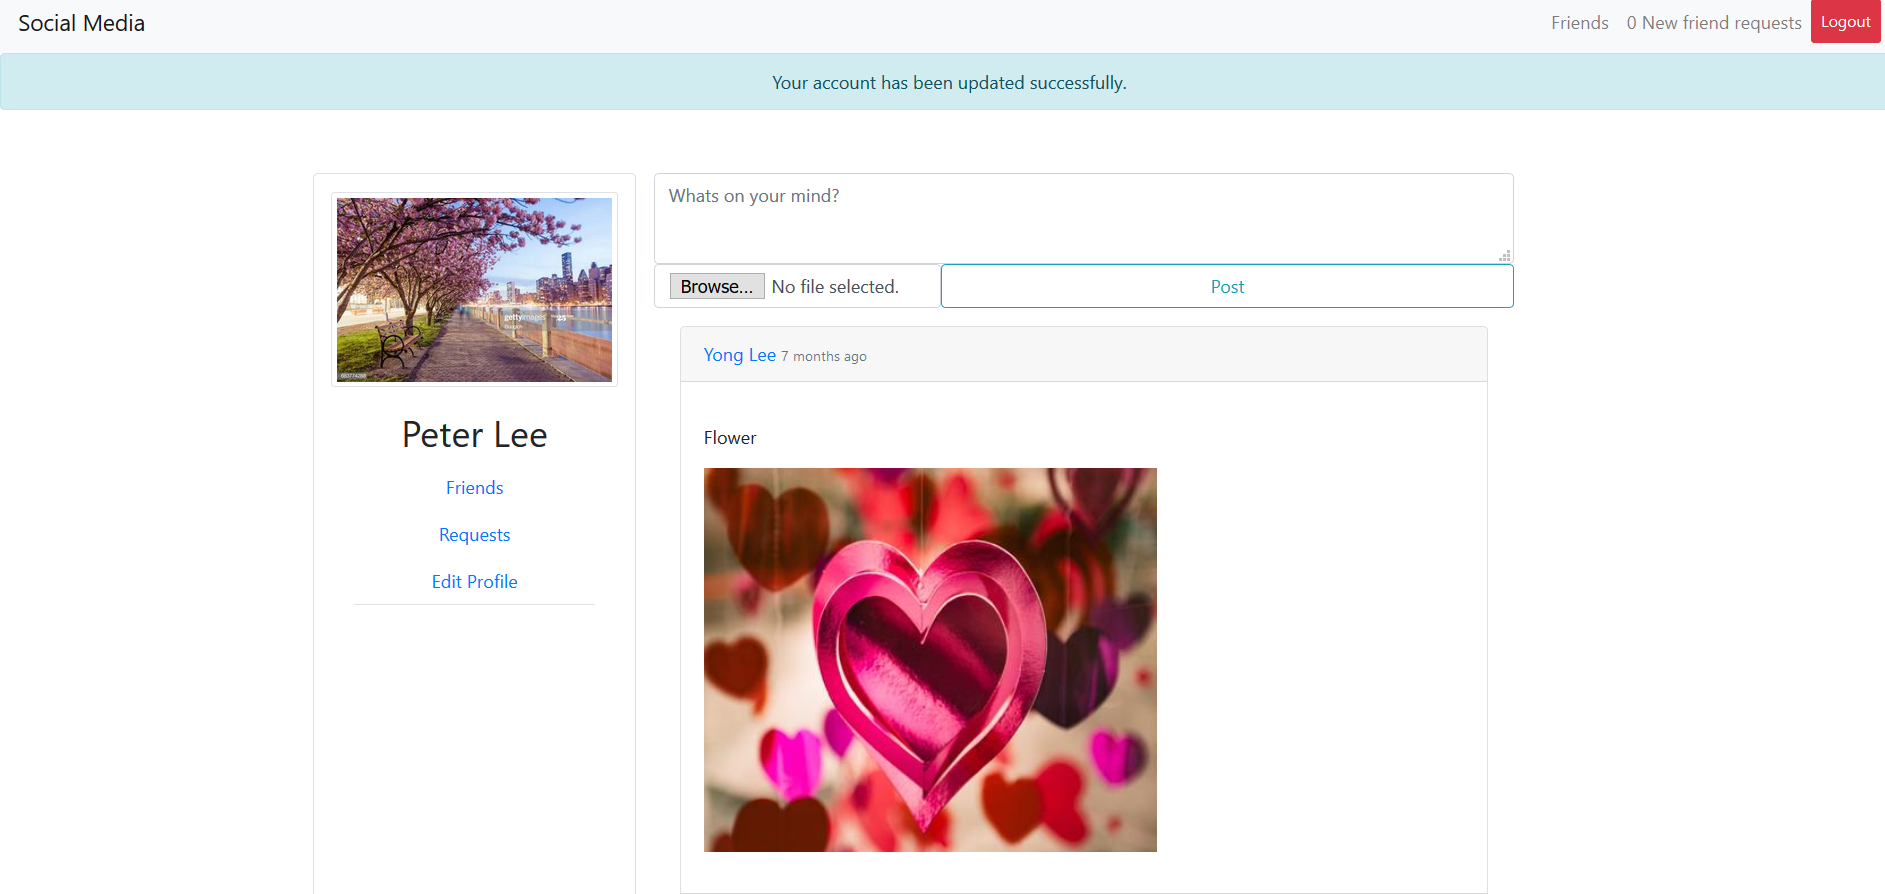 Social Media
Friends
0 New friend requests
Logout
Your account has been updated successfully.
gettyimages
683774288
Peter Lee
Friends
Requests
Edit Profile
Whats on your mind?
Browse... No file selected.
Post
Yong Lee 7 months ago
Flower